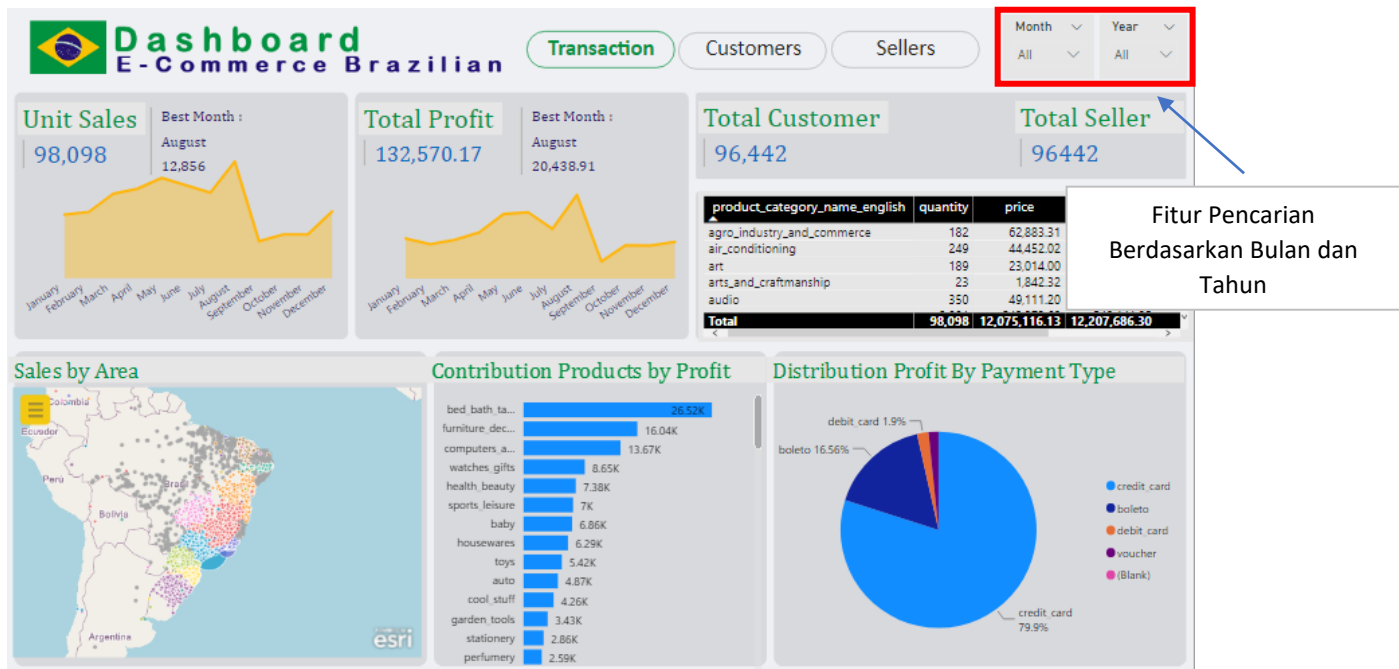 Dashboard
E-Commerce Brazilian
Transaction
Customers
Sellers
Month
Year
All
All
Unit Sales
98,098
Best Month :
August
12,856
January
February
March
April
May
June
July
August
September
October
November
December
Total Profit
132,570.17
Best Month :
August
20,438.91
January
February
March
April
May
June
July
August
September
October
November
December
Total Customer
96,442
Total Seller
96442
product_category_name_english quantity price
agro_industry_and_commerce 182 62,883.31
air_conditioning 249 44,452.02
art 189 23,014.00
arts_and_craftmanship 23 1,842.32
audio 350 49,111.20
Total 98,098 12,075,116.13 12,207,686.30
Fitur Pencarian
Berdasarkan Bulan dan
Tahun
Sales by Area
Colombia
Ecuador
Perú
Brasil
Bolivia
Argentina
esri
Contribution Products by Profit
bed_bath_ta... 26.52K
furniture_dec... 16.04K
computers_a... 13.67K
watches_gifts 8.65K
health_beauty 7.38K
sports_leisure 7K
baby 6.86K
housewares 6.29K
toys 5.42K
auto 4.87K
cool_stuff 4.26K
garden_tools 3.43K
stationery 2.86K
perfumery 2.59K
Distribution Profit By Payment Type
debit_card 1.9%
boleto 16.56%
credit_card
79.9%
credit_card
boleto
debit_card
voucher
(Blank)